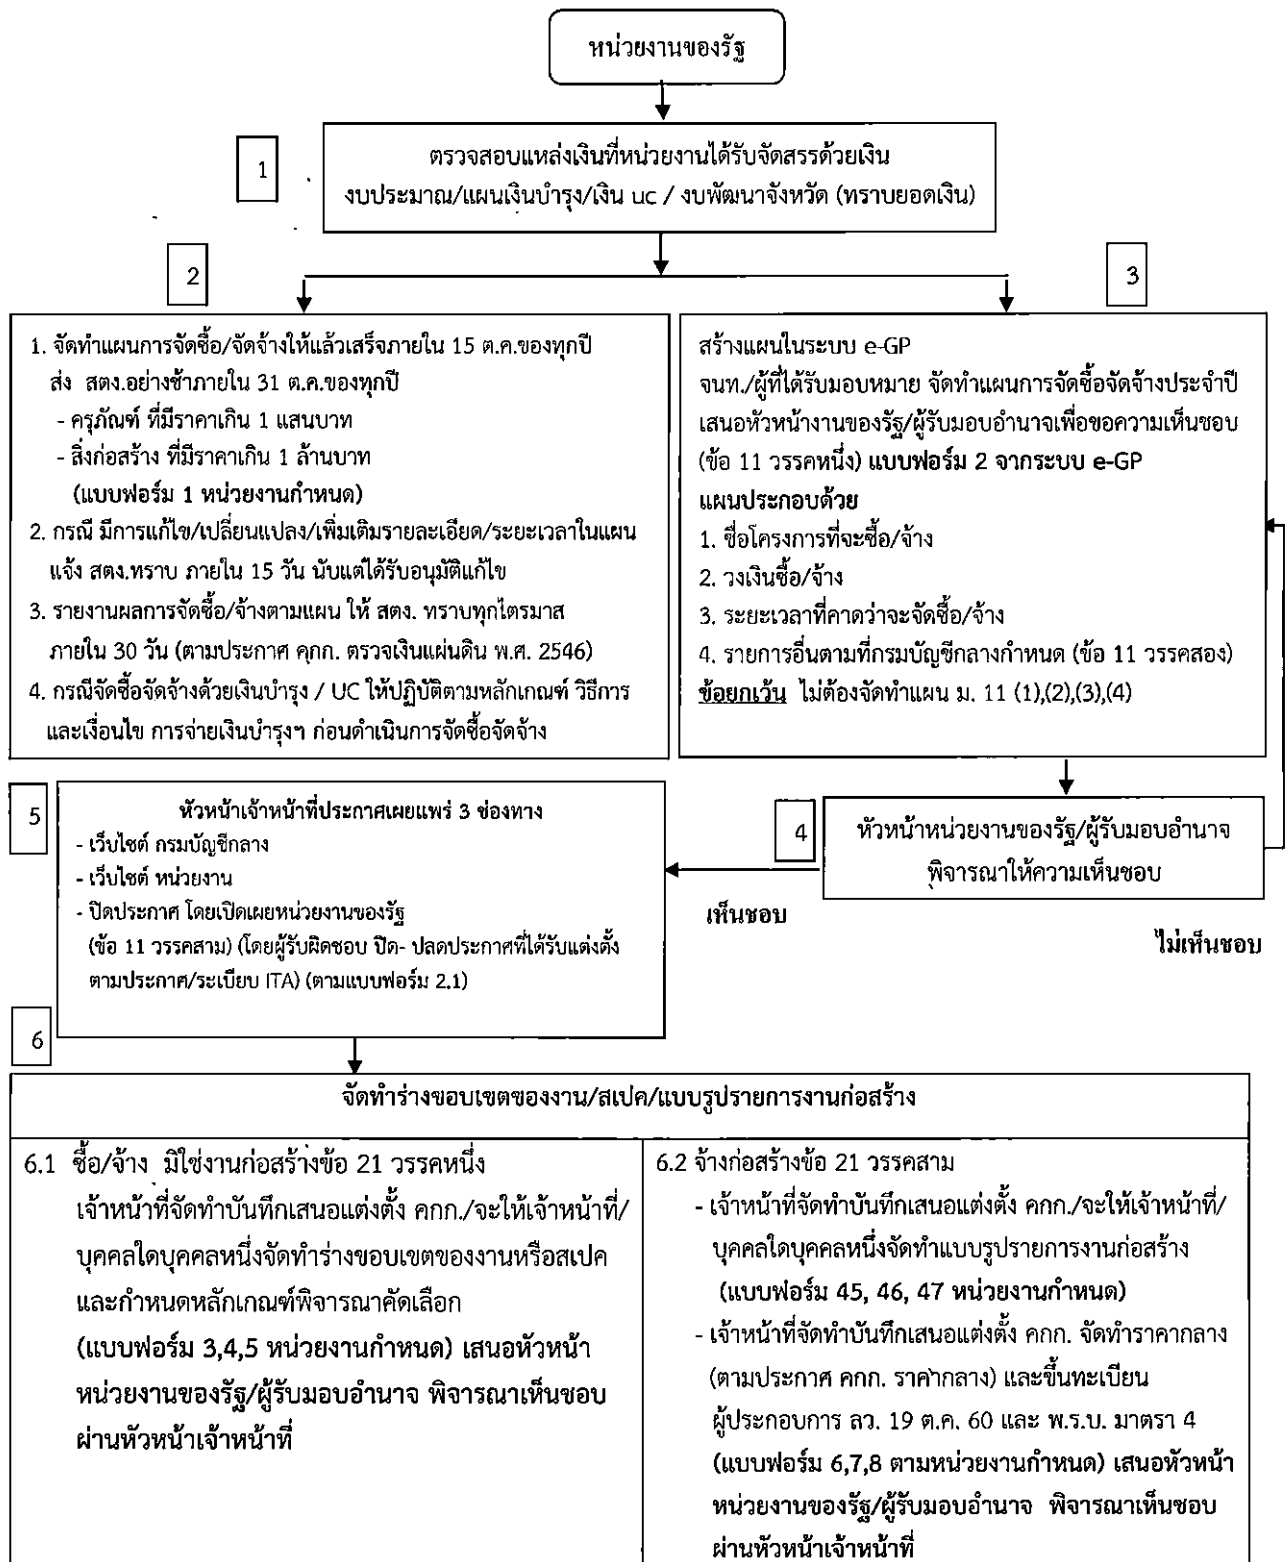 หน่วยงานของรัฐ
1
ตรวจสอบแหล่งเงินที่หน่วยงานได้รับจัดสรรด้วยเงิน
งบประมาณ/แผนเงินบำรุง/เงิน uc / งบพัฒนาจังหวัด (ทราบยอดเงิน)
2
1. จัดทำแผนการจัดซื้อ/จัดจ้างให้แล้วเสร็จภายใน 15 ต.ค.ของทุกปี
ส่ง สตง.อย่างช้าภายใน 31 ต.ค.ของทุกปี
- ครุภัณฑ์ ที่มีราคาเกิน 1 แสนบาท
- สิ่งก่อสร้าง ที่มีราคาเกิน 1 ล้านบาท
(แบบฟอร์ม 1 หน่วยงานกำหนด)
2. กรณี มีการแก้ไข/เปลี่ยนแปลง/เพิ่มเติมรายละเอียด/ระยะเวลาในแผน
แจ้ง สตง.ทราบ ภายใน 15 วัน นับแต่ได้รับอนุมัติแก้ไข
3. รายงานผลการจัดซื้อ/จ้างตามแผน ให้ สตง. ทราบทุกไตรมาส
ภายใน 30 วัน (ตามประกาศ คกก. ตรวจเงินแผ่นดิน พ.ศ. 2546)
4. กรณีจัดซื้อจัดจ้างด้วยเงินบำรุง / UC ให้ปฏิบัติตามหลักเกณฑ์ วิธีการ
และเงื่อนไข การจ่ายเงินบำรุงฯ ก่อนดำเนินการจัดซื้อจัดจ้าง
3
สร้างแผนในระบบ e-GP
จนท./ผู้ที่ได้รับมอบหมาย จัดทำแผนการจัดซื้อจัดจ้างประจำปี
เสนอหัวหน้างานของรัฐ/ผู้รับมอบอำนาจเพื่อขอความเห็นชอบ
(ข้อ 11 วรรคหนึ่ง) แบบฟอร์ม 2 จากระบบ e-GP
แผนประกอบด้วย
1. ชื่อโครงการที่จะซื้อ/จ้าง
2. วงเงินซื้อ/จ้าง
3. ระยะเวลาที่คาดว่าจะจัดซื้อ/จ้าง
4. รายการอื่นตามที่กรมบัญชีกลางกำหนด (ข้อ 11 วรรคสอง)
ข้อยกเว้น ไม่ต้องจัดทำแผน ม. 11 (1),(2),(3),(4)
4
หัวหน้าหน่วยงานของรัฐ/ผู้รับมอบอำนาจ
พิจารณาให้ความเห็นชอบ
เห็นชอบ
ไม่เห็นชอบ
5
หัวหน้าเจ้าหน้าที่ประกาศเผยแพร่ 3 ช่องทาง
- เว็บไซต์ กรมบัญชีกลาง
- เว็บไซต์ หน่วยงาน
- ปิดประกาศ โดยเปิดเผยหน่วยงานของรัฐ
(ข้อ 11 วรรคสาม) (โดยผู้รับผิดชอบ ปิด- ปลดประกาศที่ได้รับแต่งตั้ง
ตามประกาศ/ระเบียบ ITA) (ตามแบบฟอร์ม 2.1)
6
จัดทำร่างขอบเขตของงาน/สเปค/แบบรูปรายการงานก่อสร้าง
6.1 ซื้อ/จ้าง มิใช่งานก่อสร้างข้อ 21 วรรคหนึ่ง
เจ้าหน้าที่จัดทำบันทึกเสนอแต่งตั้ง คกก./จะให้เจ้าหน้าที่/
บุคคลใดบุคคลหนึ่งจัดทำร่างขอบเขตของงานหรือสเปค
และกำหนดหลักเกณฑ์พิจารณาคัดเลือก
(แบบฟอร์ม 3,4,5 หน่วยงานกำหนด) เสนอหัวหน้า
หน่วยงานของรัฐ/ผู้รับมอบอำนาจ พิจารณาเห็นชอบ
ผ่านหัวหน้าเจ้าหน้าที่
6.2 จ้างก่อสร้างข้อ 21 วรรคสาม
- เจ้าหน้าที่จัดทำบันทึกเสนอแต่งตั้ง คกก./จะให้เจ้าหน้าที่/
บุคคลใดบุคคลหนึ่งจัดทำแบบรูปรายการงานก่อสร้าง
(แบบฟอร์ม 45, 46, 47 หน่วยงานกำหนด)
- เจ้าหน้าที่จัดทำบันทึกเสนอแต่งตั้ง คกก. จัดทำราคากลาง
(ตามประกาศ คกก. ราคากลาง) และขึ้นทะเบียน
ผู้ประกอบการ ลว. 19 ต.ค. 60 และ พ.ร.บ. มาตรา 4
(แบบฟอร์ม 6,7,8 ตามหน่วยงานกำหนด) เสนอหัวหน้า
หน่วยงานของรัฐ/ผู้รับมอบอำนาจ พิจารณาเห็นชอบ
ผ่านหัวหน้าเจ้าหน้าที่